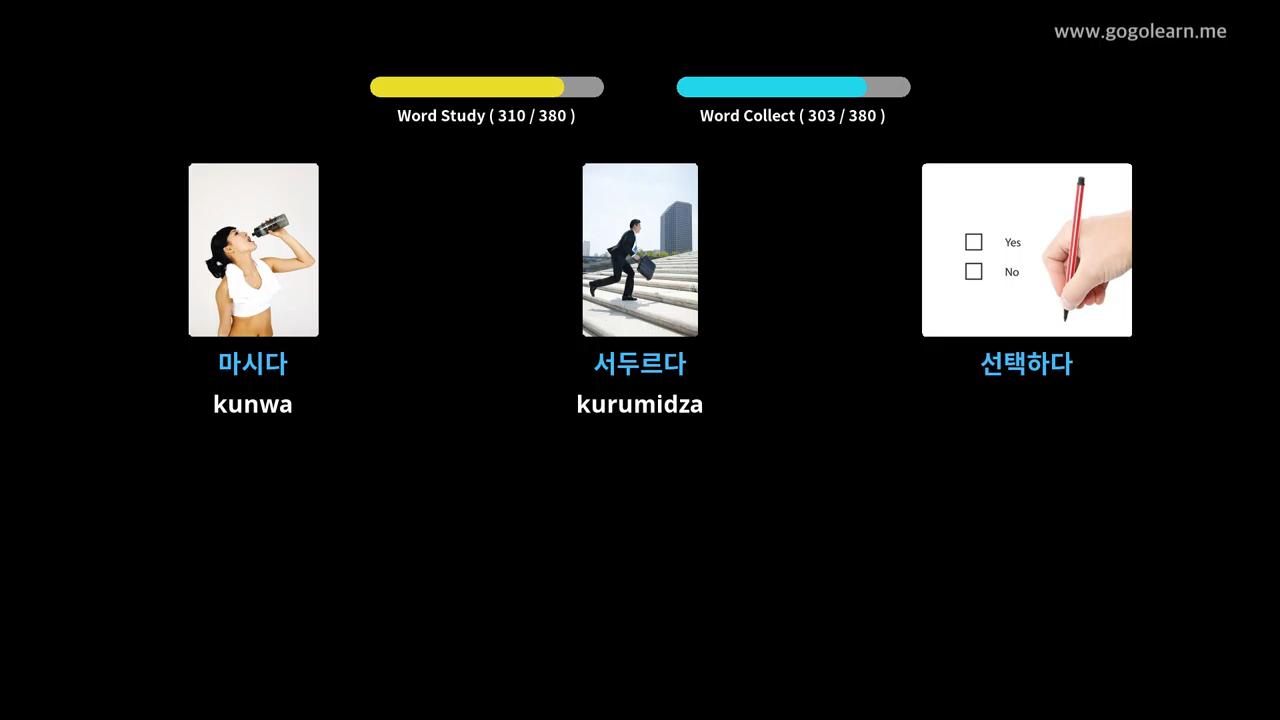 www.gogolearn.me
Word Study ( 310 / 380 )
Word Collect ( 303 / 380 )
Yes
No
마시다
서두르다
선택하다
kunwa
kurumidza